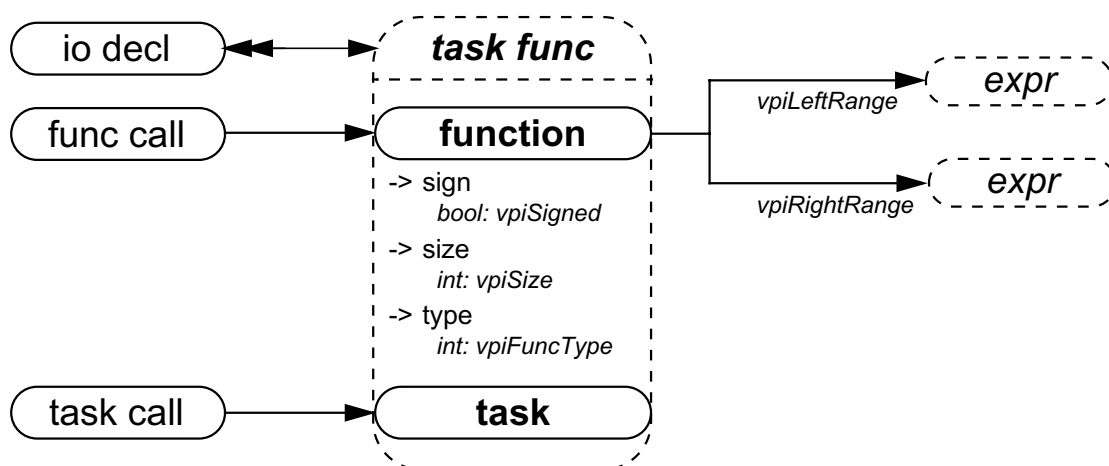 io decl
task func
expr
vpiLeftRange
func call
function
expr
vpiRightRange
-> sign
bool: vpiSigned
-> size
int: vpiSize
-> type
int: vpiFuncType
task call
task